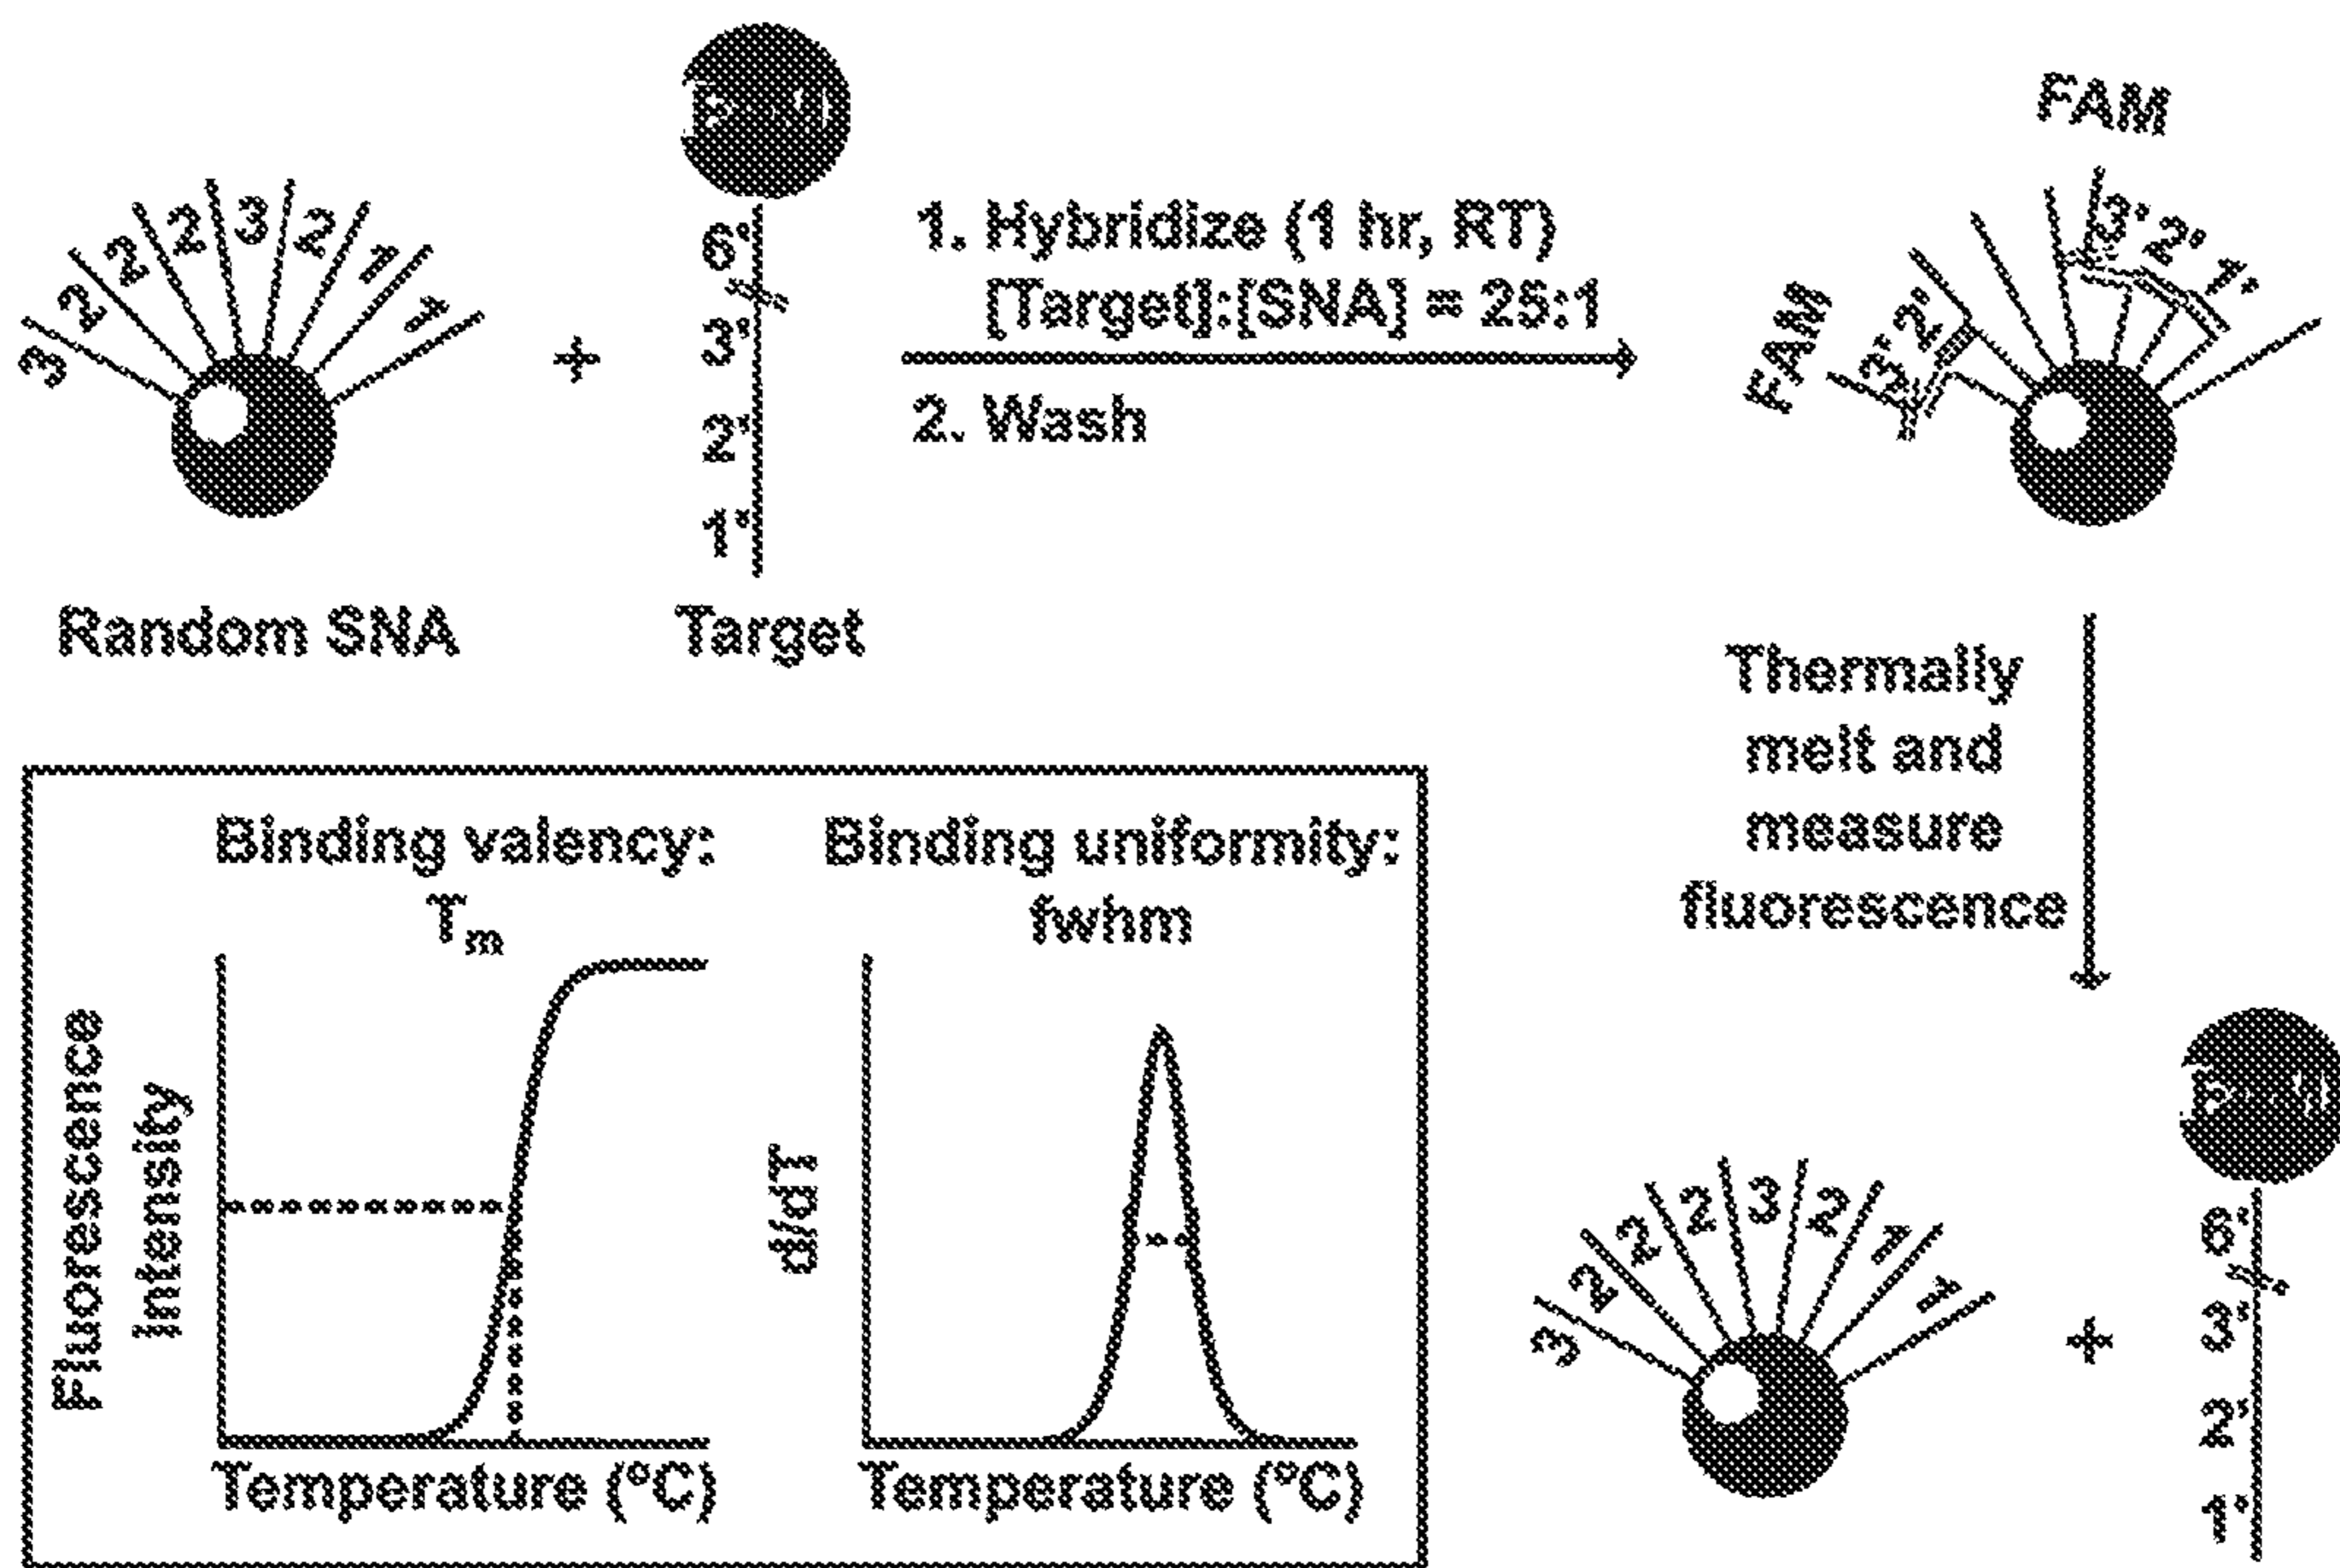 3 2 2 2 3 2 1 1
+
6'
3'
2'
1'
Random SNA
Target
1. Hybridize (1 hr, RT)
[Target]:[SNA] = 25:1
2. Wash
FAM
3' 2' 1'
FAM
3' 2'
Thermally
melt and
measure
fluorescence
Binding valency:
Tm
Fluorescence
Intensity
Temperature (ºC)
Binding uniformity:
fwhm
dI/dT
Temperature (ºC)
3 2 2 2 3 2 1 1
+
6'
3'
2'
1'